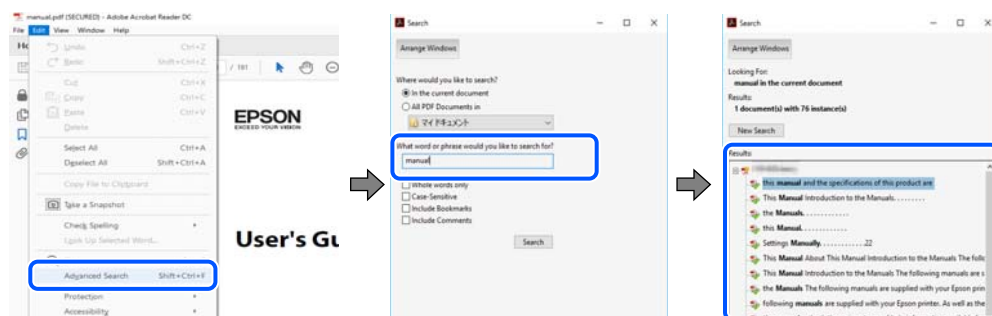 manual.pdf (SECURED) - Adobe Acrobat Reader DC
File Edit View Window Help
Undo Ctrl+Z
Redo Shift+Ctrl+Z
Cut Ctrl+X
Copy Ctrl+C
Paste Ctrl+V
Delete
Select All Ctrl+A
Deselect All Shift+Ctrl+A
Copy File to Clipboard
Take a Snapshot
Check Spelling
Look Up Selected Word...
Advanced Search Shift+Ctrl+F
Protection
Accessibility
/ 181
EPSON
EXCEED YOUR VISION
User's Gu
Search
Arrange Windows
Where would you like to search?
In the current document
All PDF Documents in
マイ ドキュメント
What word or phrase would you like to search for?
manual
Whole words only
Case-Sensitive
Include Bookmarks
Include Comments
Search
Search
Arrange Windows
Looking For:
manual in the current document
Results:
1 document(s) with 76 instance(s)
New Search
Results:
this manual and the specifications of this product are
This Manual Introduction to the Manuals. . . . . . . . .
the Manuals. . . . . . . . . . . .
this Manual. . . . . . . . . . . .
Settings Manually. . . . . . . . . . . .22
This Manual About This Manual Introduction to the Manuals The follo
This Manual Introduction to the Manuals The following manuals are s
the Manuals The following manuals are supplied with your Epson prin
following manuals are supplied with your Epson printer. As well as the